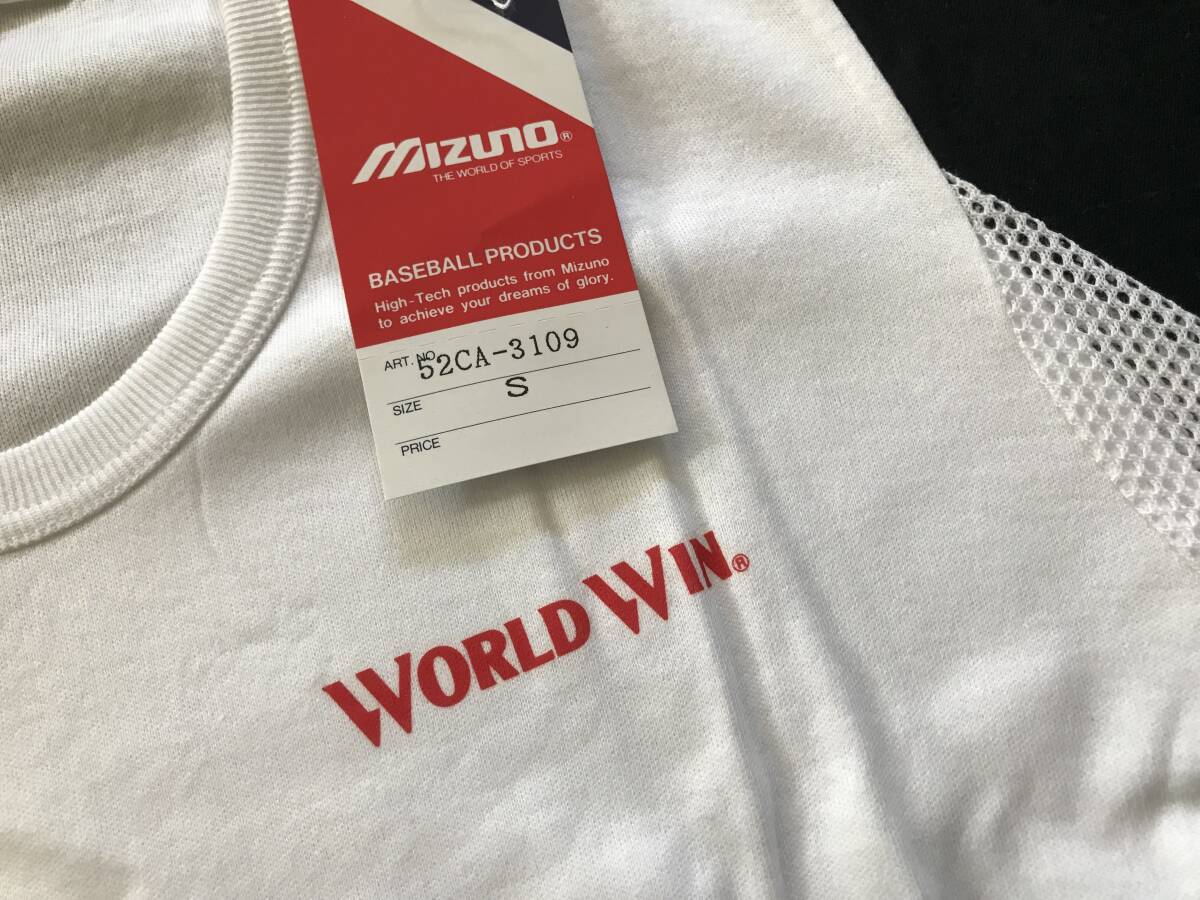 MIZUNO®
THE WORLD OF SPORTS
BASEBALL PRODUCTS
High-Tech products from Mizuno
to achieve your dreams of glory.
ART. NO 52CA-3109
SIZE S
PRICE
WORLD WIN®